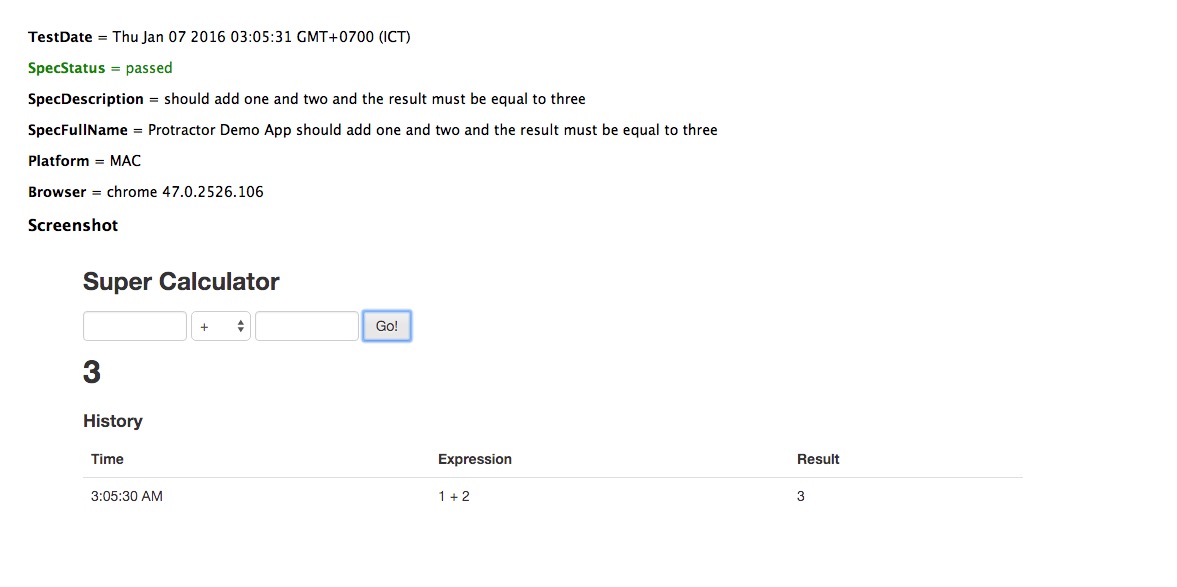 TestDate = Thu Jan 07 2016 03:05:31 GMT+0700 (ICT)
SpecStatus = passed
SpecDescription = should add one and two and the result must be equal to three
SpecFullName = Protractor Demo App should add one and two and the result must be equal to three
Platform = MAC
Browser = chrome 47.0.2526.106
Screenshot
Super Calculator
+ Go!
3
History
Time Expression Result
3:05:30 AM 1 + 2 3